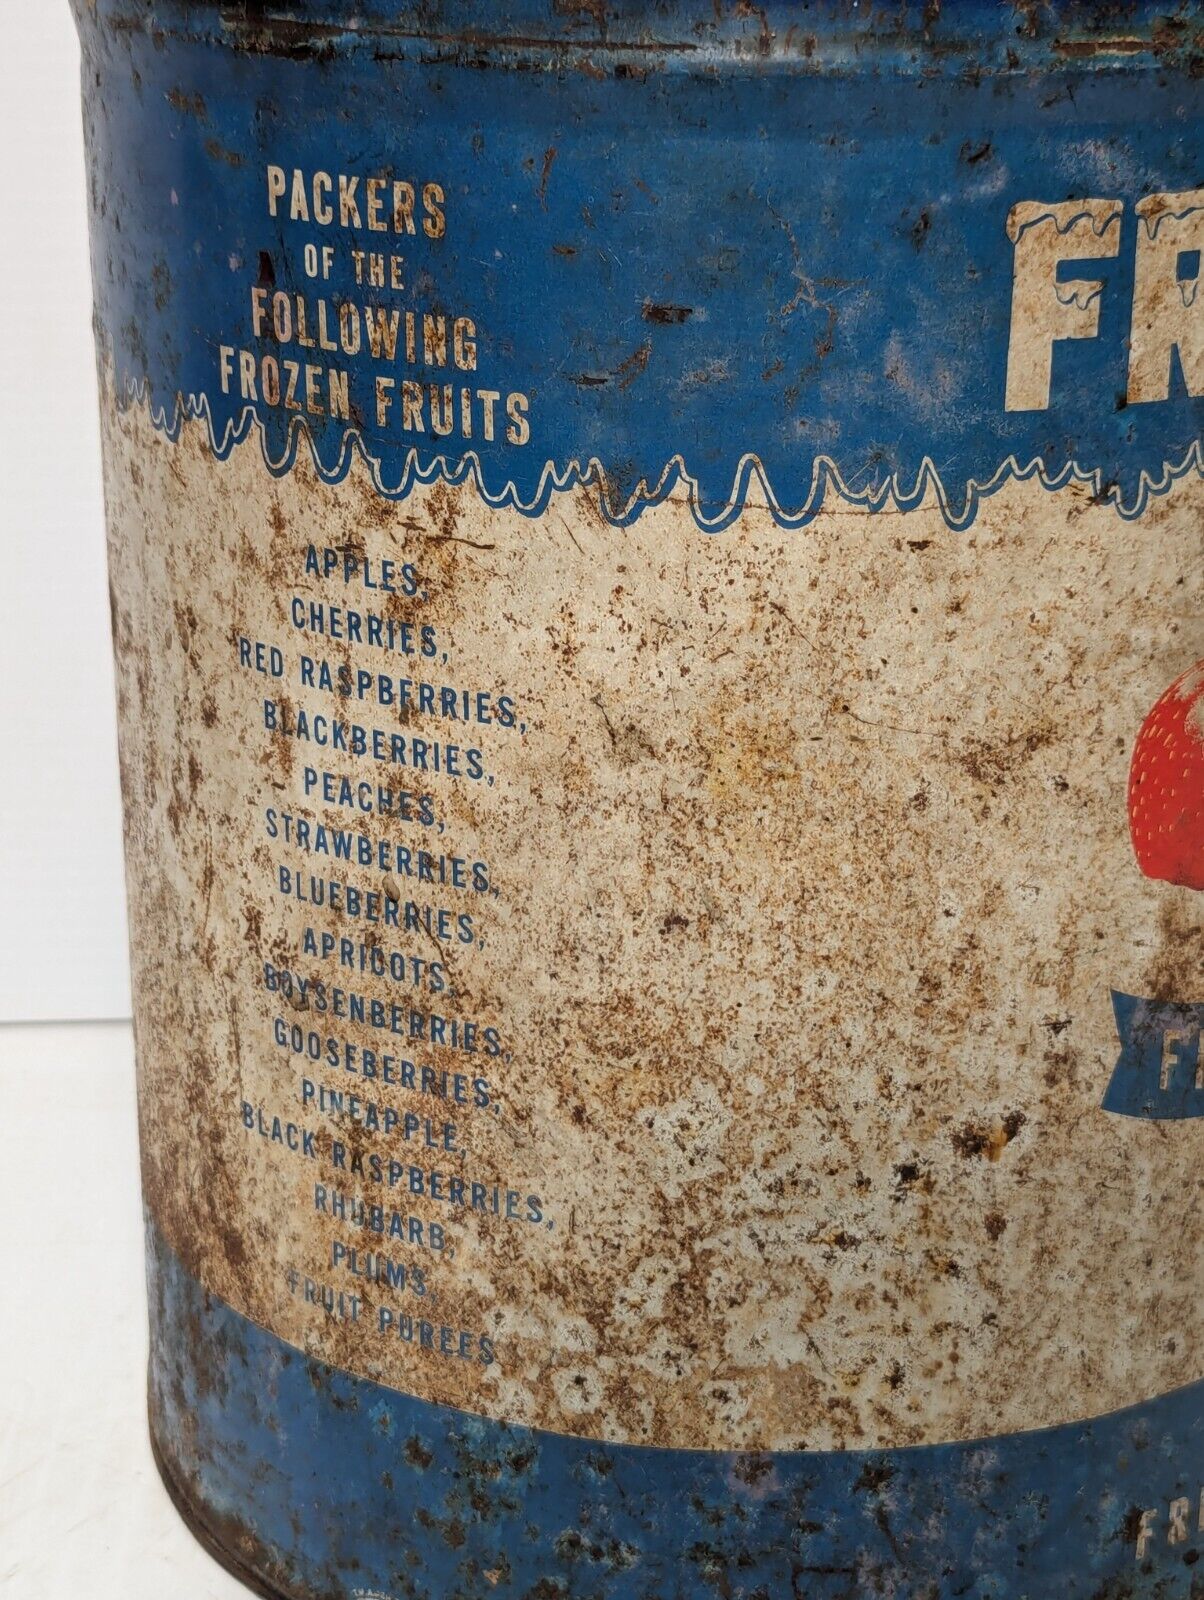 PACKERS
OF THE
FOLLOWING
FROZEN FRUITS
APPLES,
CHERRIES,
RED RASPBERRIES,
BLACKBERRIES,
PEACHES,
STRAWBERRIES,
BLUEBERRIES,
APRICOTS,
BOYSENBERRIES,
GOOSEBERRIES,
PINEAPPLE,
BLACK RASPBERRIES,
RHUBARB,
PLUMS,
FRUIT PUREES
FR